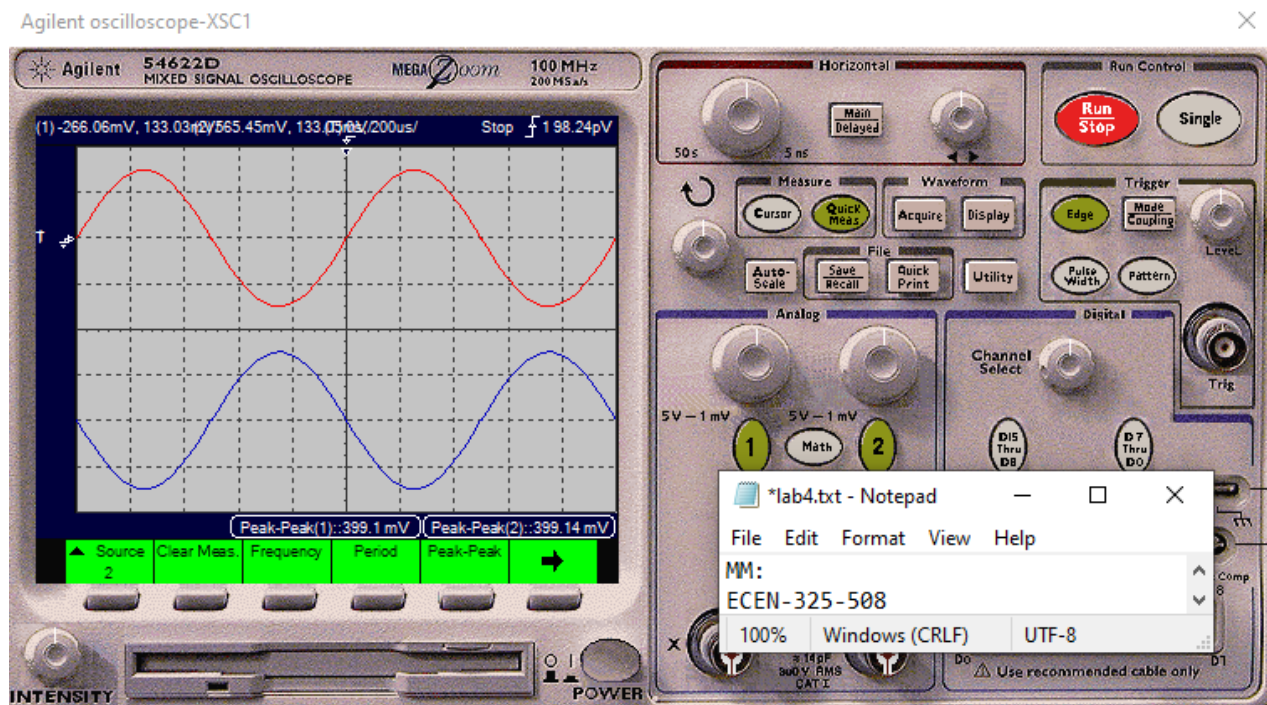 Agilent oscilloscope-XSC1
Agilent 54622D MIXED SIGNAL OSCILLOSCOPE MEGA Zoom 100 MHz 200 MSa/s
Stop 1 98.24pV
T
Peak-Peak(1)::399.1 mV Peak-Peak(2)::399.14 mV
Source 2 Clear Meas. Frequency Period Peak-Peak
INTENSITY
POWER
Horizontal
Main Delayed
50 s 5 ns
Run Control
Run Stop Single
Measure
Cursor Quick Meas.
Waveform
Acquire Display
Trigger
Edge Mode Coupling
Level
File
Auto-Scale Save Recall Quick Print Utility
Pulse Width Pattern
Analog
Digital
Channel Select
Trig
5V – 1 mV 5V – 1 mV
1 Math 2
D15 Thru D8 D7 Thru D0
*lab4.txt - Notepad
File Edit Format View Help
MM:
ECEN-325-508
100% Windows (CRLF) UTF-8
Comp
X
300 V RMS
CAT I
D0
D1
Use recommended cable only